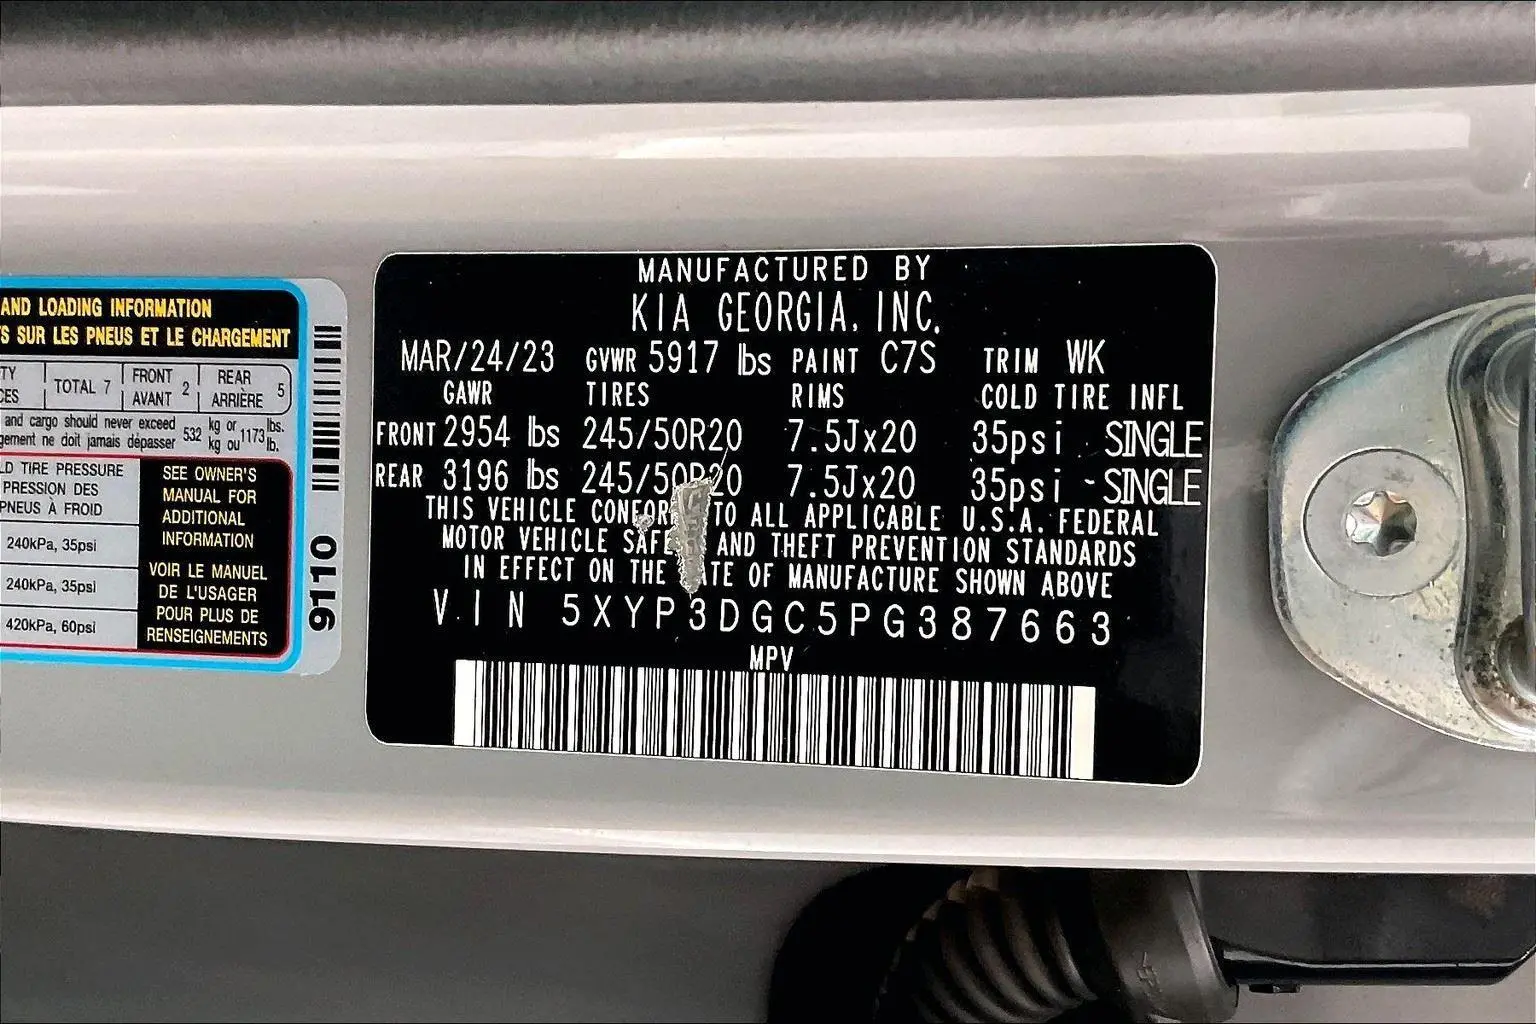 AND LOADING INFORMATION
SUR LES PNEUS ET LE CHARGEMENT
TOTAL 7
FRONT
AVANT 2
REAR
ARRIÈRE 5
and cargo should never exceed
ne doit jamais dépasser
532 kg or
kg ou 1173 lbs.
lb.
TIRE PRESSURE
PRESSION DES
PNEUS À FROID
240kPa, 35psi
240kPa, 35psi
420kPa, 60psi
SEE OWNER'S
MANUAL FOR
ADDITIONAL
INFORMATION
VOIR LE MANUEL
DE L'USAGER
POUR PLUS DE
RENSEIGNEMENTS
9110
MANUFACTURED BY
KIA GEORGIA, INC.
MAR/24/23 GVWR 5917 lbs PAINT C7S TRIM WK
GAWR TIRES RIMS COLD TIRE INFL
FRONT 2954 lbs 245/50R20 7.5Jx20 35psi SINGLE
REAR 3196 lbs 245/50R20 7.5Jx20 35psi - SINGLE
THIS VEHICLE TO ALL APPLICABLE U.S.A. FEDERAL
MOTOR VEHICLE AND THEFT PREVENTION STANDARDS
IN EFFECT ON THE OF MANUFACTURE SHOWN ABOVE
VIN 5XYP3DGC5PG387663
MPV